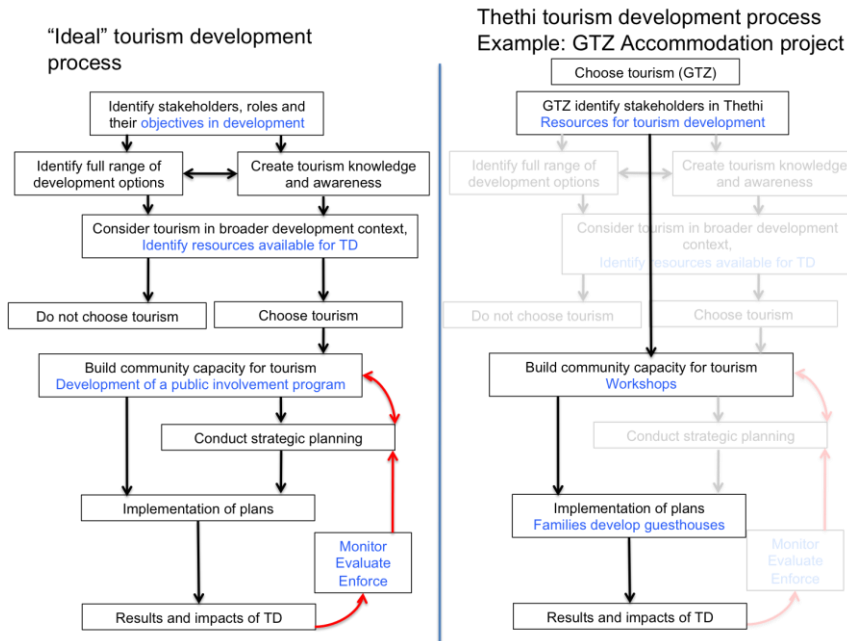 “Ideal” tourism development
process
Identify stakeholders, roles and
their objectives in development
Identify full range of
development options
Create tourism knowledge
and awareness
Consider tourism in broader development context,
Identify resources available for TD
Do not choose tourism
Choose tourism
Build community capacity for tourism
Development of a public involvement program
Conduct strategic planning
Implementation of plans
Monitor
Evaluate
Enforce
Results and impacts of TD
Thethi tourism development process
Example: GTZ Accommodation project
Choose tourism (GTZ)
GTZ identify stakeholders in Thethi
Resources for tourism development
Identify full range of
development options
Create tourism knowledge
and awareness
Consider tourism in broader development
context,
Identify resources available for TD
Do not choose tourism
Choose tourism
Build community capacity for tourism
Workshops
Conduct strategic planning
Implementation of plans
Families develop guesthouses
Monitor
Evaluate
Enforce
Results and impacts of TD